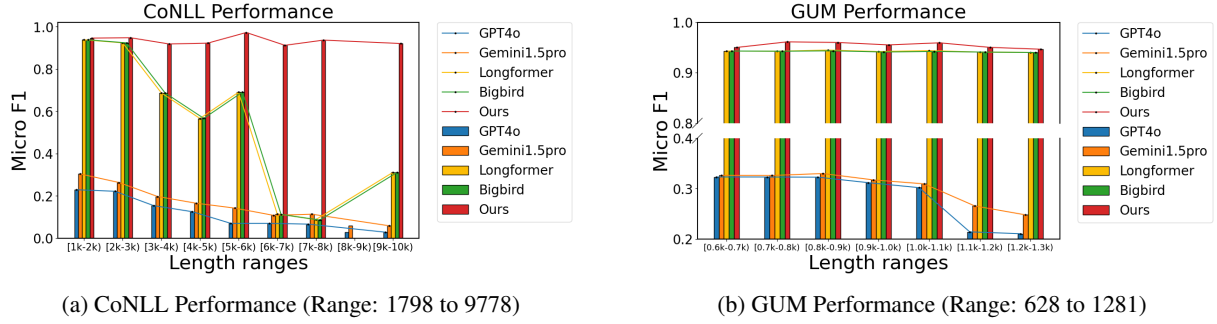 CoNLL Performance
1.0
0.8
0.6
0.4
0.2
0.0
Micro F1
[1k-2k) [2k-3k) [3k-4k) [4k-5k) [5k-6k) [6k-7k) [7k-8k) [8k-9k) [9k-10k)
Length ranges
GPT4o
Gemini1.5pro
Longformer
Bigbird
Ours
GPT4o
Gemini1.5pro
Longformer
Bigbird
Ours
(a) CoNLL Performance (Range: 1798 to 9778)
GUM Performance
1.0
0.9
0.8
0.4
0.3
0.2
Micro F1
[0.6k-0.7k) [0.7k-0.8k) [0.8k-0.9k) [0.9k-1.0k) [1.0k-1.1k) [1.1k-1.2k) [1.2k-1.3k)
Length ranges
GPT4o
Gemini1.5pro
Longformer
Bigbird
Ours
GPT4o
Gemini1.5pro
Longformer
Bigbird
Ours
(b) GUM Performance (Range: 628 to 1281)